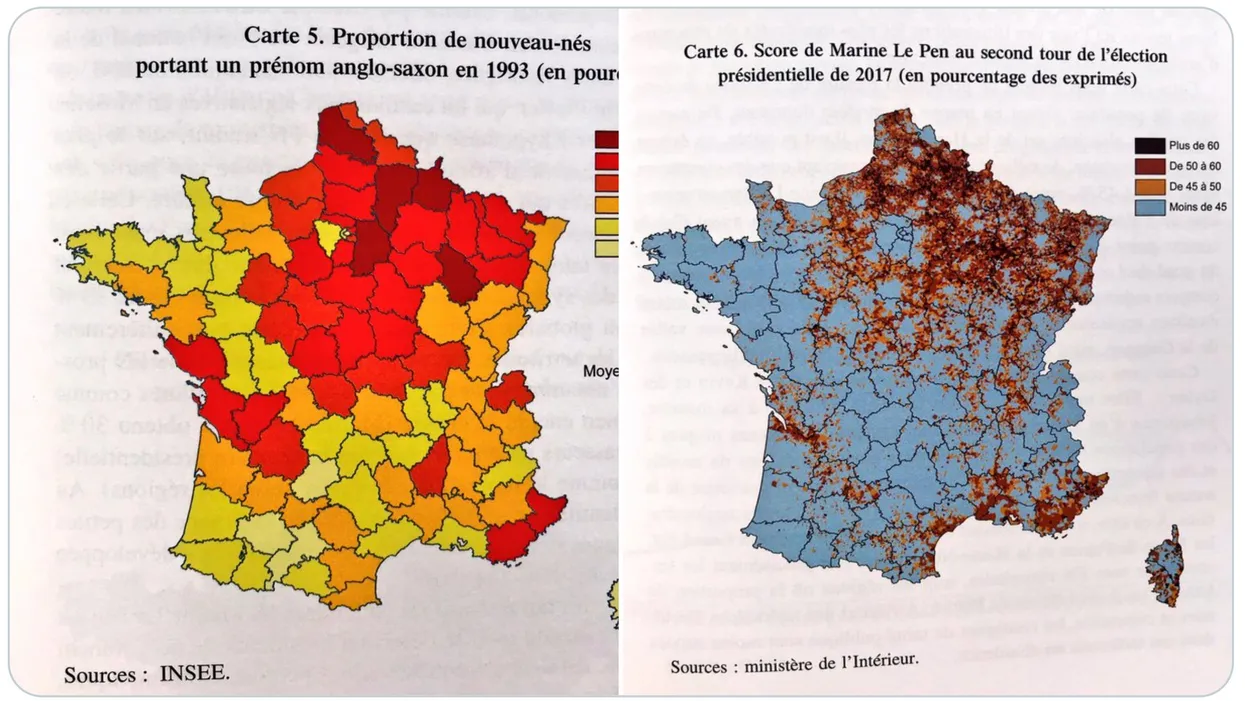 Carte 5. Proportion de nouveau-nés
portant un prénom anglo-saxon en 1993 (en pour
Moye
Sources : INSEE.
Carte 6. Score de Marine Le Pen au second tour de l'élection
présidentielle de 2017 (en pourcentage des exprimés)
Plus de 60
De 50 à 60
De 45 à 50
Moins de 45
Sources : ministère de l'Intérieur.